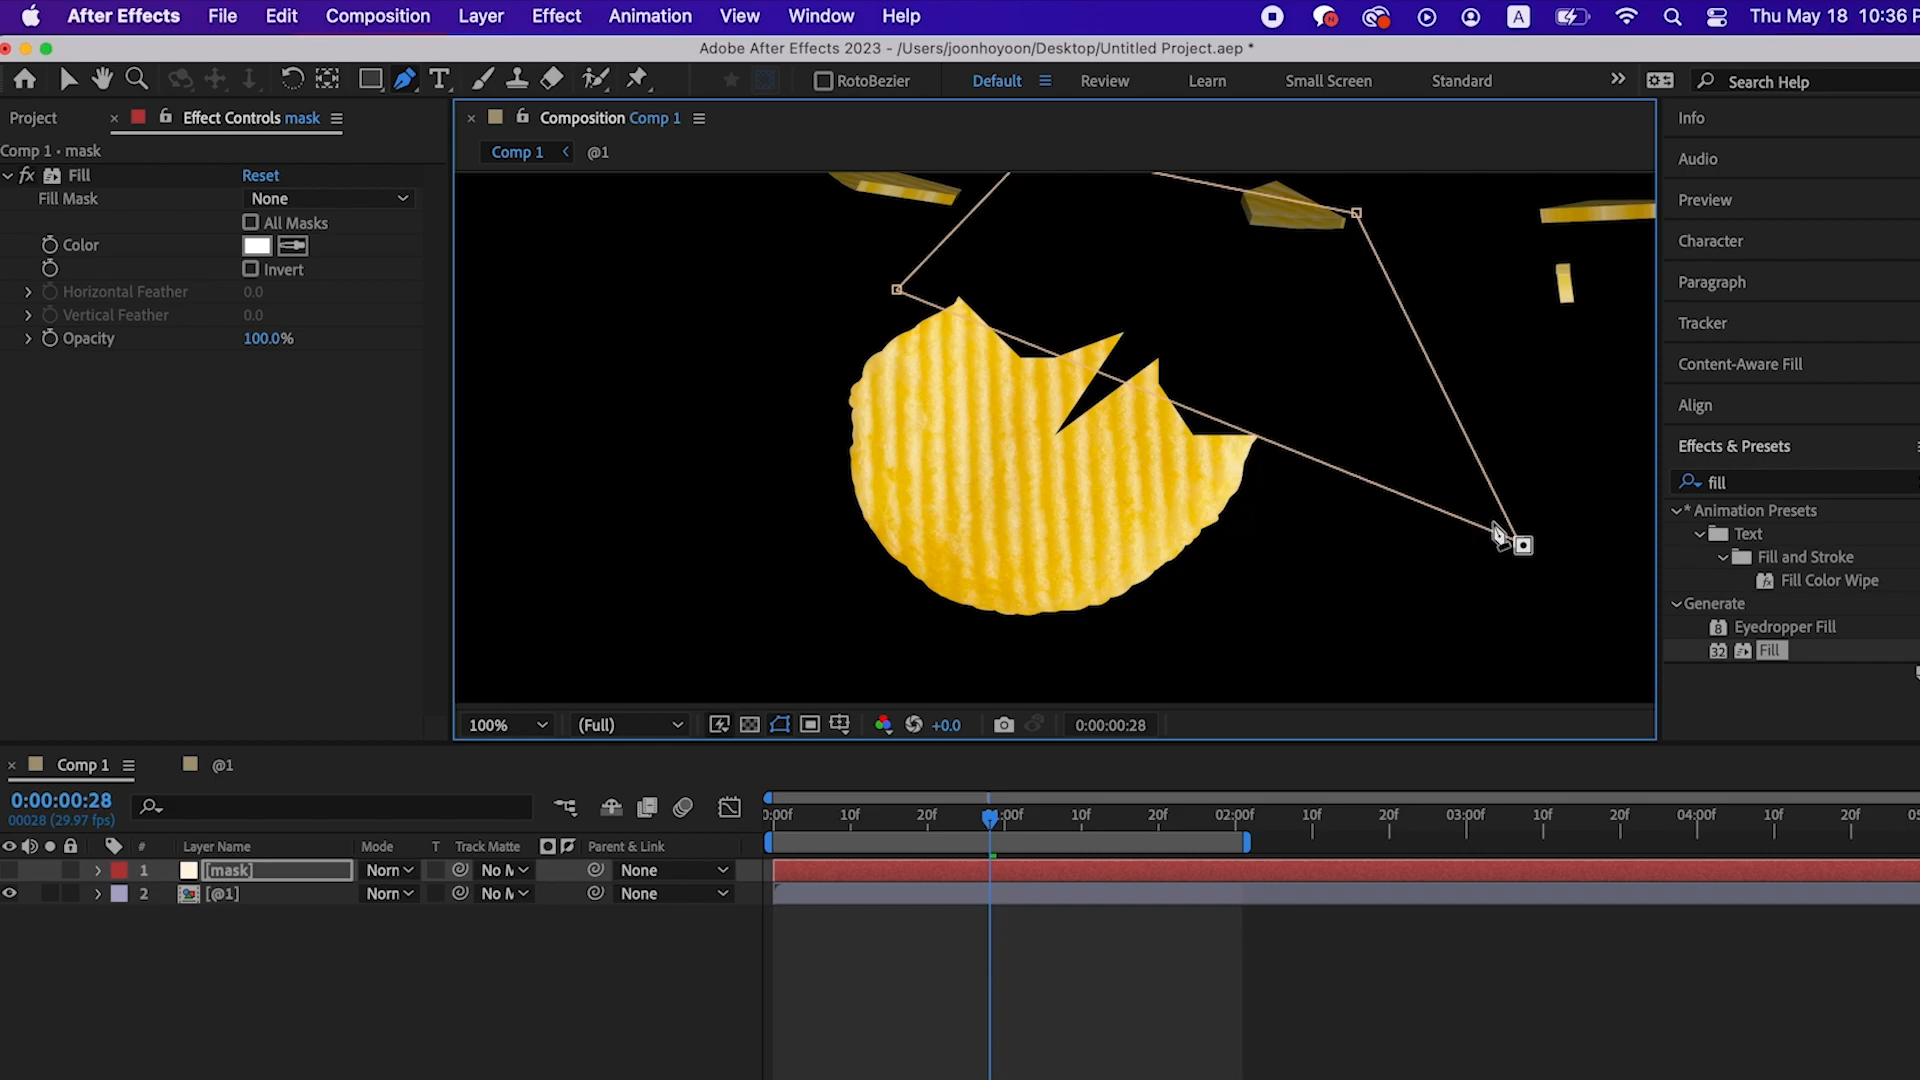 After Effects File Edit Composition Layer Effect Animation View Window Help A Thu May 18 10:36 P
Adobe After Effects 2023 - /Users/joonhoyoon/Desktop/Untitled Project.aep *
T RotoBezier Default Review Learn Small Screen Standard Search Help
Project Effect Controls mask
Composition Comp 1
Info
Comp 1 • mask
Comp 1 @1
Audio
fx Fill Reset
Fill Mask None
Preview
All Masks
Color
Character
Invert
Horizontal Feather 0.0
Paragraph
Vertical Feather 0.0
Tracker
Opacity 100.0%
Content-Aware Fill
Align
Effects & Presets
fill
* Animation Presets
Text
Fill and Stroke
Fill Color Wipe
Generate
8 Eyedropper Fill
32 Fill
100% (Full) +0.0 0:00:00:28
Comp 1 @1
0:00:00:28
00028 (29.97 fps)
:00f 10f 20f :00f 10f 20f 02:00f 10f 20f 03:00f 10f 20f 04:00f 10f 20f 05
# Layer Name Mode T Track Matte Parent & Link
1 [mask] Norm No M None
2 [@1] Norm No M None